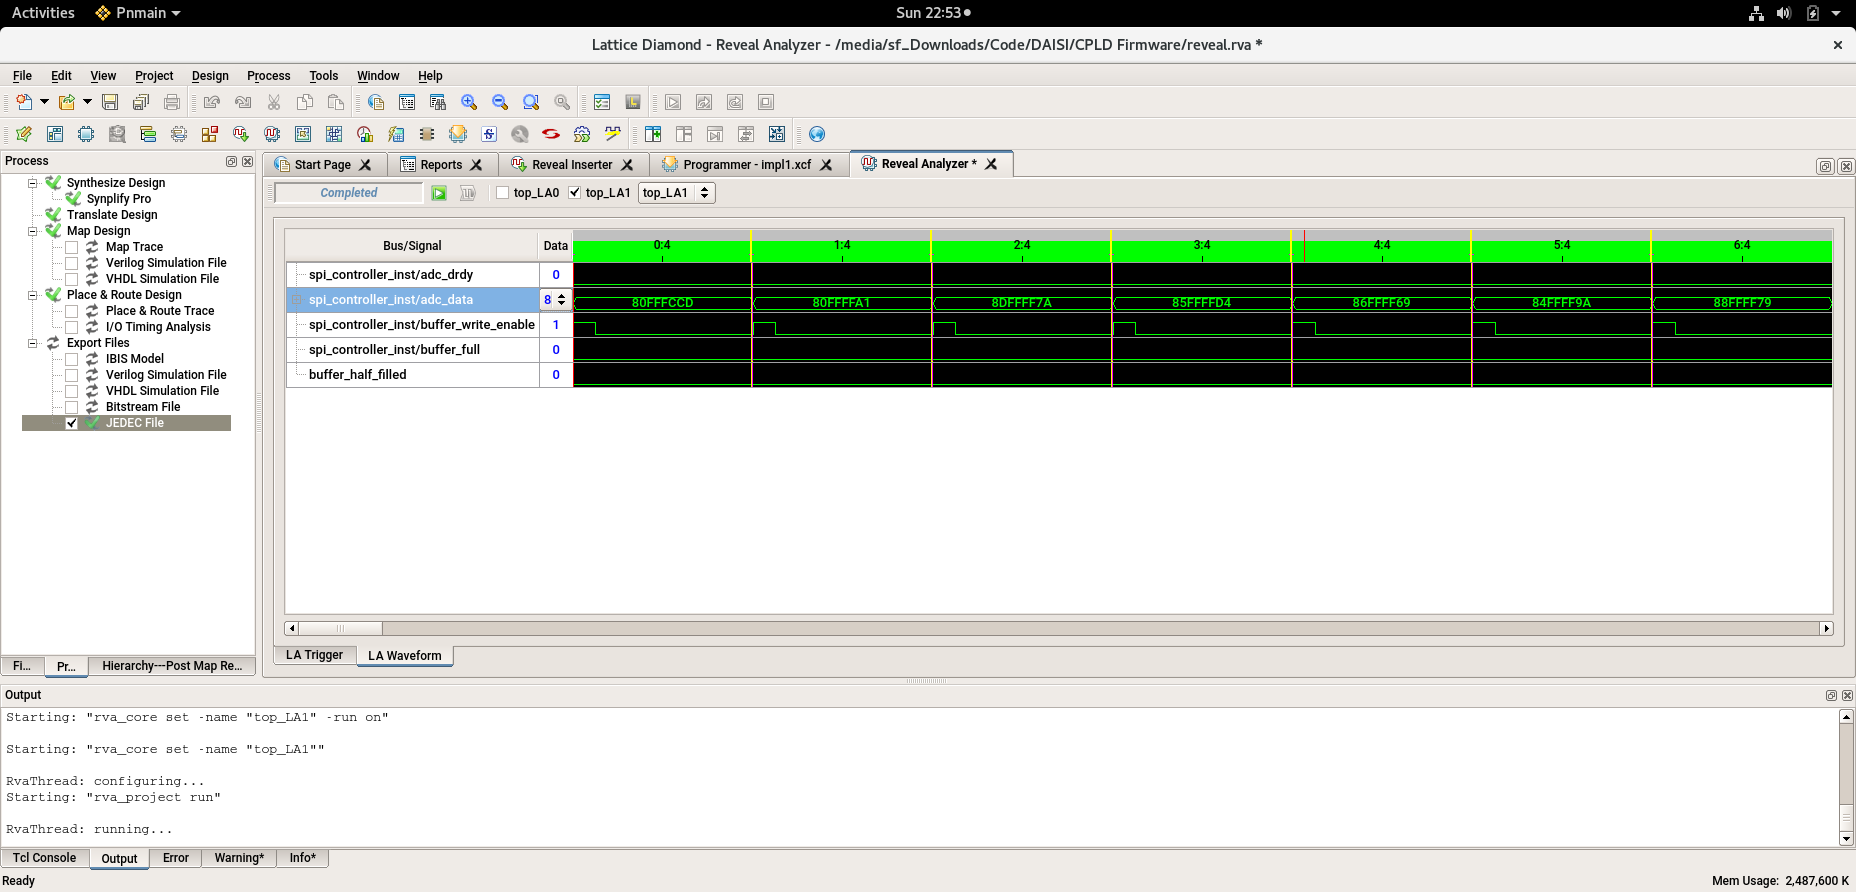 Activities Pnmain Sun 22:53
Lattice Diamond - Reveal Analyzer - /media/sf_Downloads/Code/DAISI/CPLD Firmware/reveal.rva *
File Edit View Project Design Process Tools Window Help
Process
Start Page Reports Reveal Inserter Programmer - impl1.xcf Reveal Analyzer *
Synthesize Design
Synplify Pro
Translate Design
Map Design
Map Trace
Verilog Simulation File
VHDL Simulation File
Place & Route Design
Place & Route Trace
I/O Timing Analysis
Export Files
IBIS Model
Verilog Simulation File
VHDL Simulation File
Bitstream File
JEDEC File
Fi... Pr... Hierarchy---Post Map Re...
Completed top_LA0 top_LA1 top_LA1
Bus/Signal Data 0:4 1:4 2:4 3:4 4:4 5:4 6:4
spi_controller_inst/adc_drdy 0
spi_controller_inst/adc_data 8 80FFFCCD 80FFFFA1 8DFFFF7A 85FFFFD4 86FFFF69 84FFFF9A 88FFFF79
spi_controller_inst/buffer_write_enable 1
spi_controller_inst/buffer_full 0
buffer_half_filled 0
LA Trigger LA Waveform
Output
Starting: "rva_core set -name "top_LA1" -run on"
Starting: "rva_core set -name "top_LA1""
RvaThread: configuring...
Starting: "rva_project run"
RvaThread: running...
Tcl Console Output Error Warning* Info*
Ready Mem Usage: 2,487,600 K